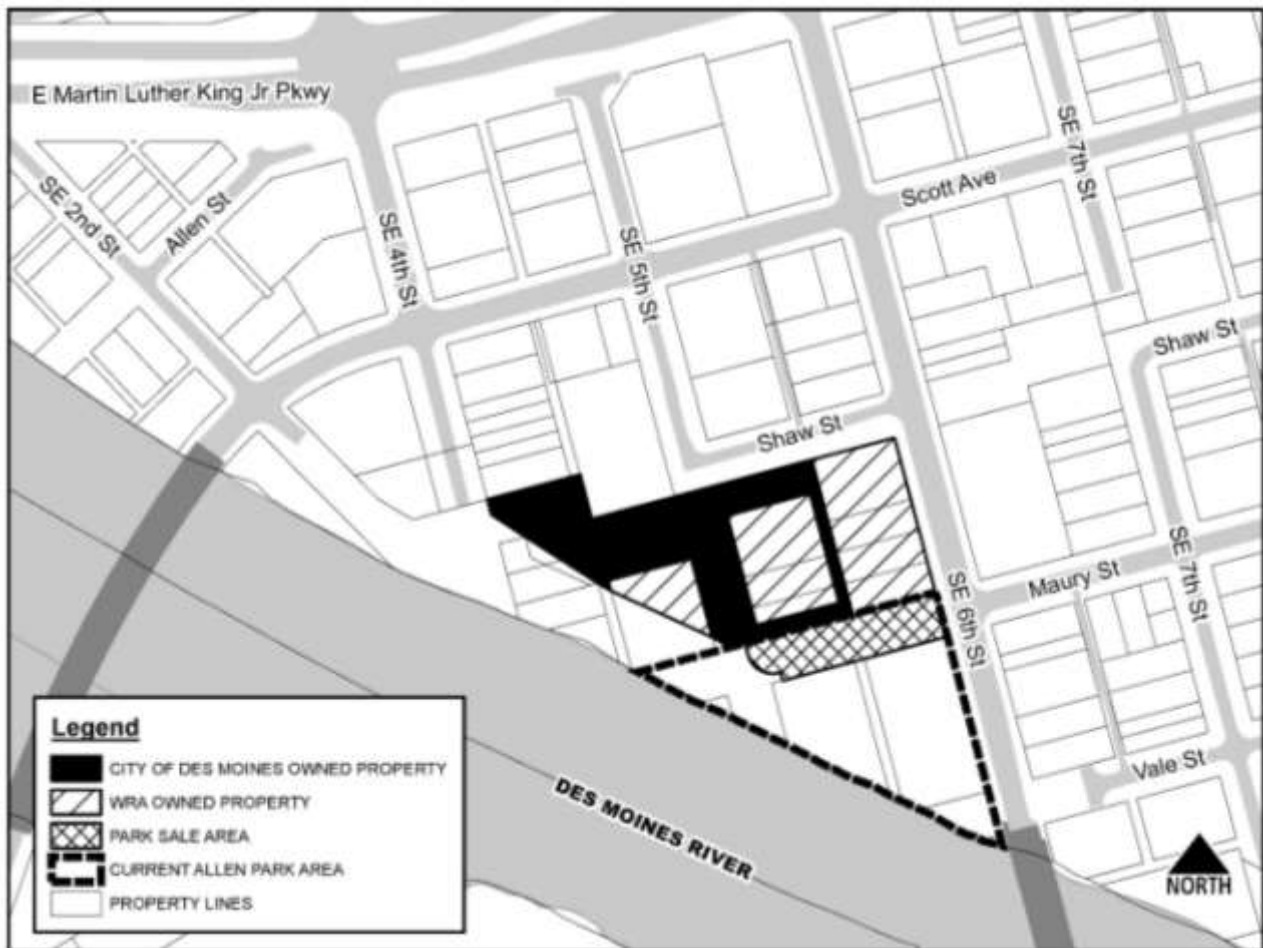 E Martin Luther King Jr Pkwy
SE 7th St
Scott Ave
SE 2nd St
Allen St
SE 4th St
SE 5th St
Shaw St
Shaw St
SE 6th St
Maury St
SE 7th St
Vale St
DES MOINES RIVER
NORTH
Legend
CITY OF DES MOINES OWNED PROPERTY
WRA OWNED PROPERTY
PARK SALE AREA
CURRENT ALLEN PARK AREA
PROPERTY LINES